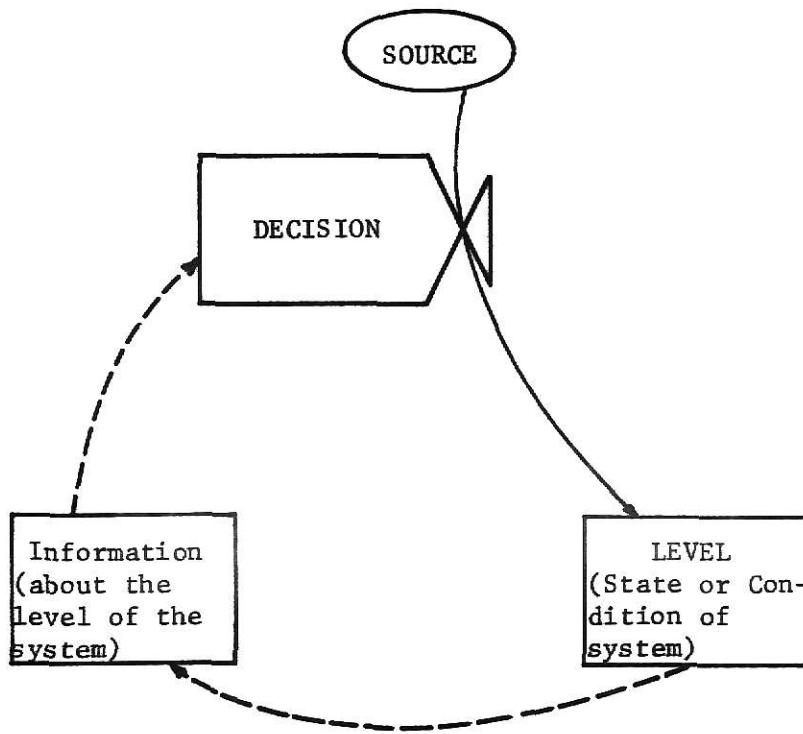 SOURCE
DECISION
Information
(about the
level of the
system)
LEVEL
(State or Con-
dition of
system)